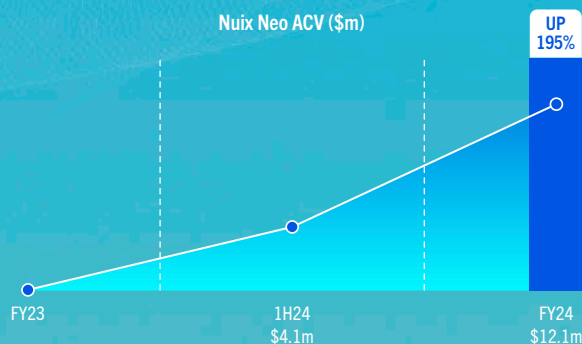 Nuix Neo ACV ($m)
UP
195%
FY23
1H24
$4.1m
FY24
$12.1m